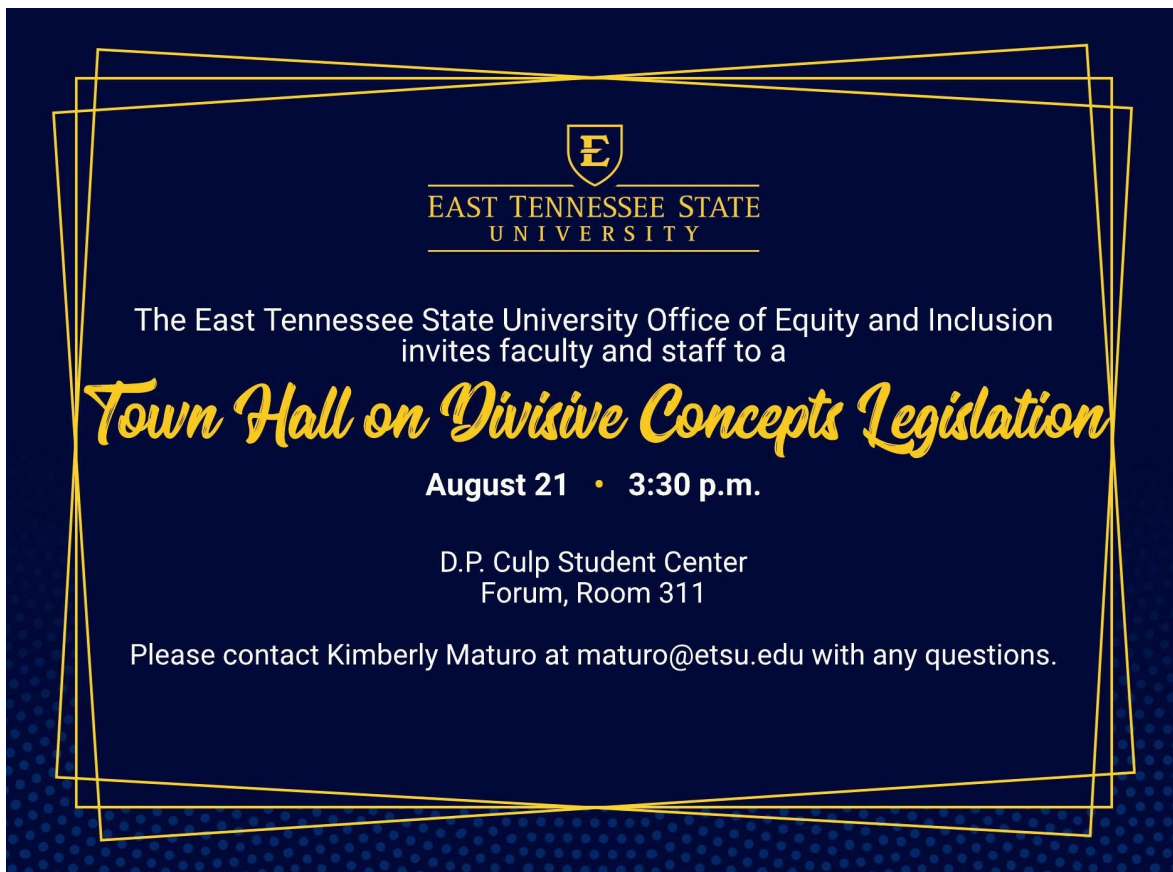 E
EAST TENNESSEE STATE
UNIVERSITY
The East Tennessee State University Office of Equity and Inclusion
invites faculty and staff to a
Town Hall on Divisive Concepts Legislation
August 21 • 3:30 p.m.
D.P. Culp Student Center
Forum, Room 311
Please contact Kimberly Maturo at maturo@etsu.edu with any questions.